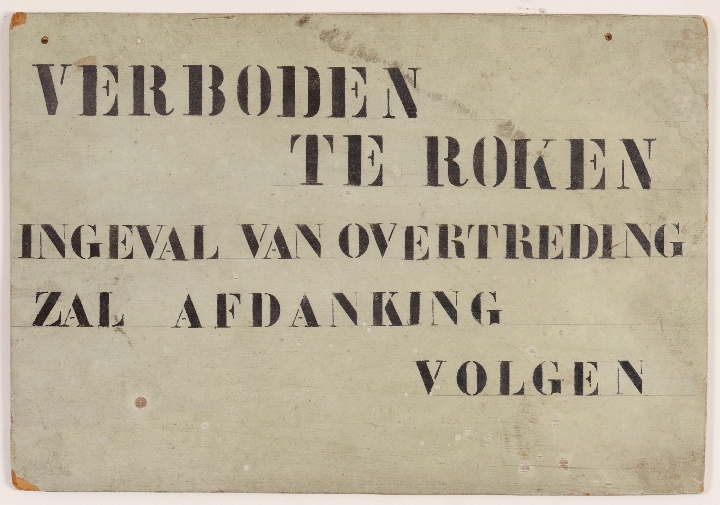 VERBODEN
TE ROKEN
INGEVAL VAN OVERTREDING
ZAL AFDANKING
VOLGEN